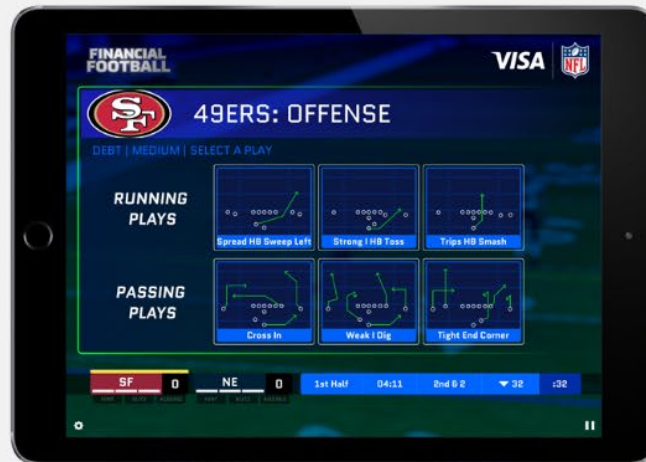 FINANCIAL
FOOTBALL
VISA
NFL
SF
49ERS: OFFENSE
DEBT | MEDIUM | SELECT A PLAY
RUNNING
PLAYS
Spread HB Sweep Left
Strong I HB Toss
Trips HB Smash
PASSING
PLAYS
Cross In
Weak I Dig
Tight End Corner
SF 0 NE 0 1st Half 04:11 2nd & 2 ▼ 32 :32